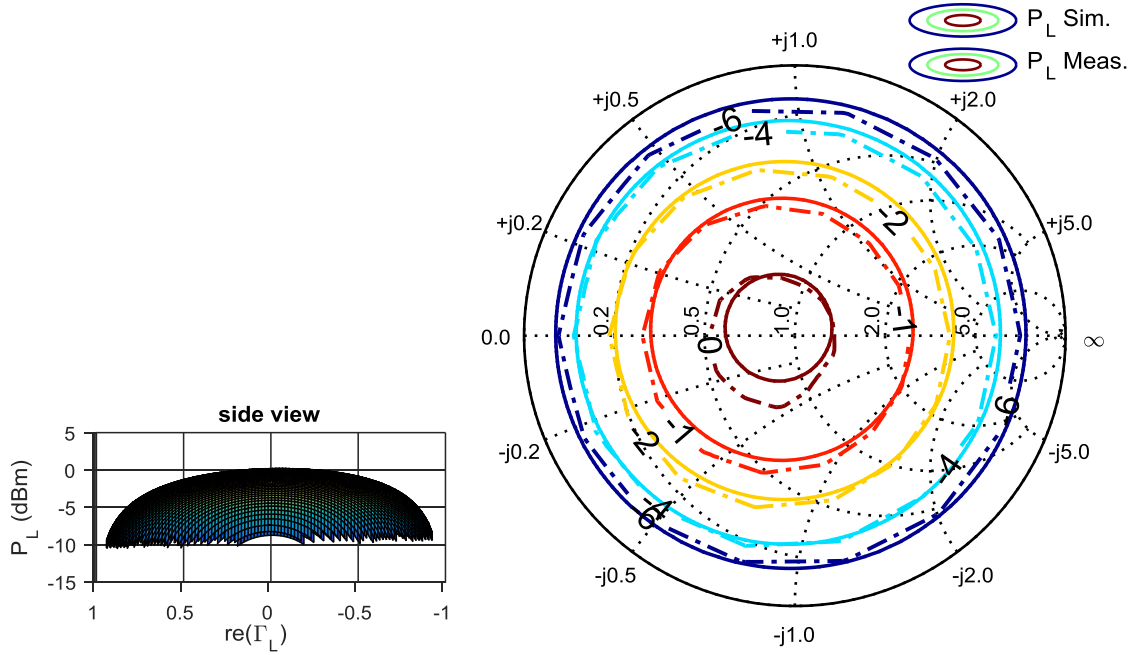 P_L Sim.
P_L Meas.
+j1.0
+j0.5
+j2.0
-6
-4
+j0.2
-2
+j5.0
0.0
0.2
0.5
1.0
2.0
-1
5.0
∞
0
-6
-j0.2
-2
-1
-4
-j5.0
-6
-4
-j0.5
-j2.0
-j1.0
side view
5
0
-5
-10
-15
P_L (dBm)
1
0.5
0
-0.5
-1
re(Γ_L)